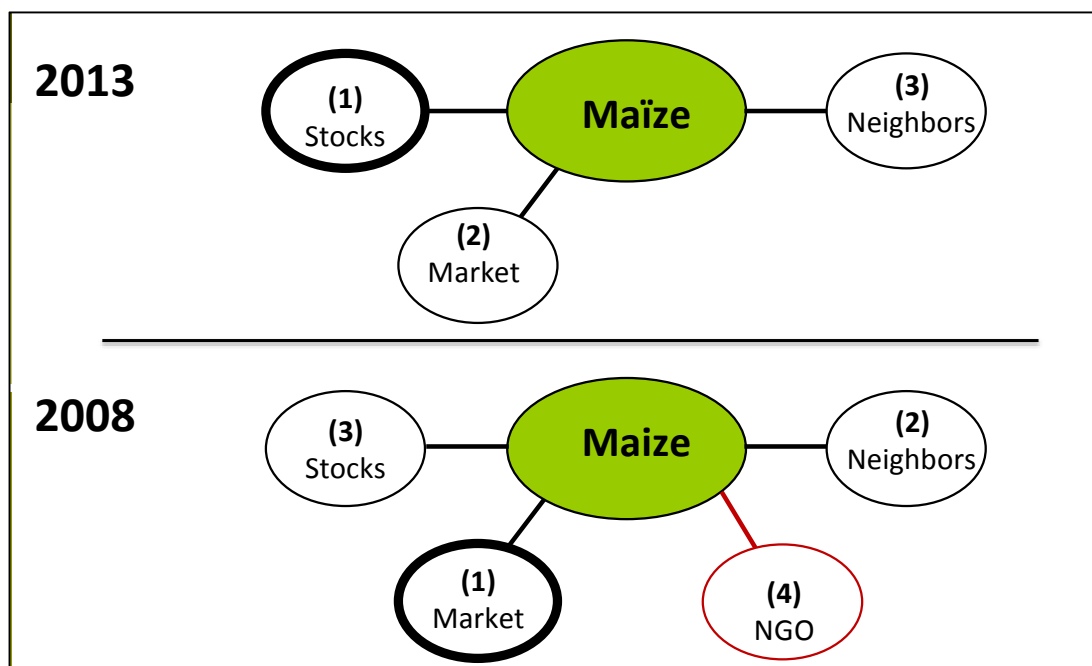 2013
(1)
Stocks
Maïze
(3)
Neighbors
(2)
Market
2008
(3)
Stocks
Maize
(2)
Neighbors
(1)
Market
(4)
NGO